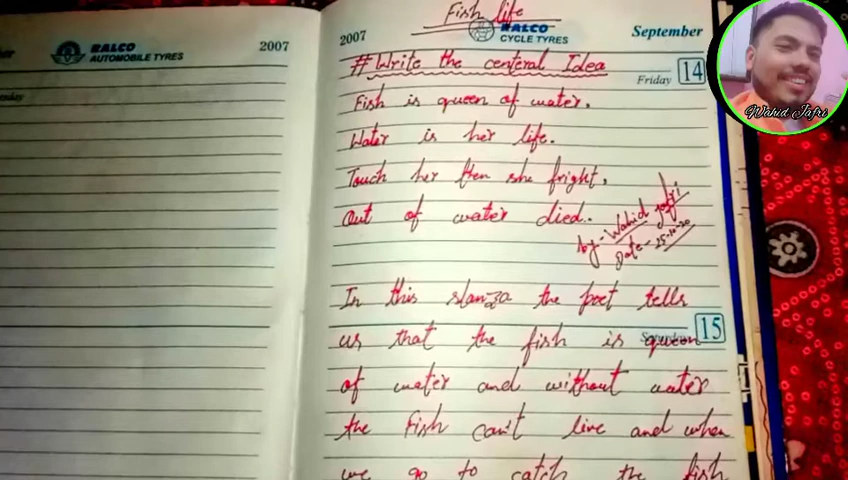 Fish life
RALCO
AUTOMOBILE TYRES
2007
2007
RALCO
CYCLE TYRES
September
# Write the centeral Idea
Friday 14
Fish is queen of water.
Water is her life.
Touch her then she fright,
Out of water died.
by- Wahid Jafri
Date- 25-10-20
In this stanza the poet tells
us that the fish is queen
15
of water and without water
the fish can't live and when
we go to catch the fish
Wahid Jafri